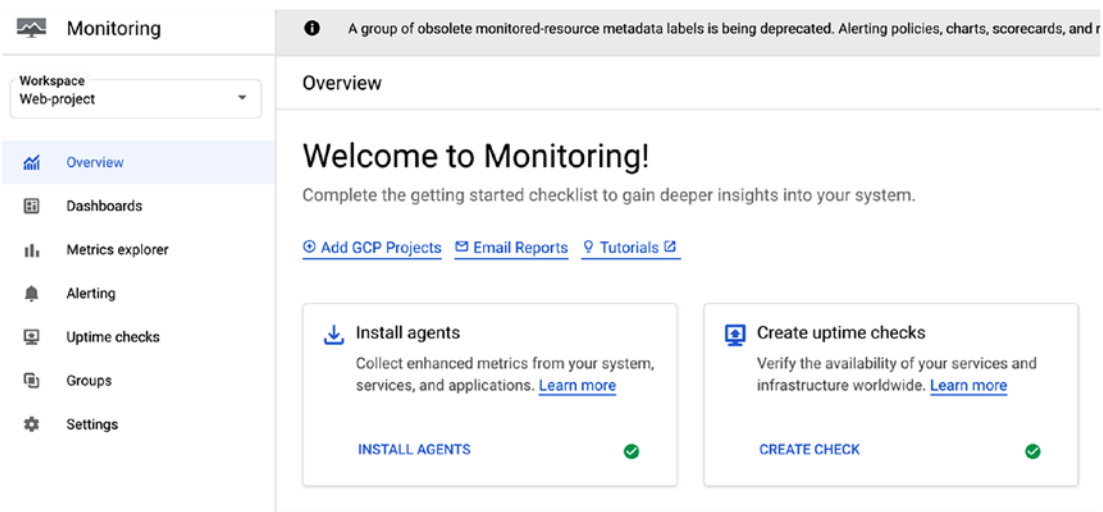 Monitoring
A group of obsolete monitored-resource metadata labels is being deprecated. Alerting policies, charts, scorecards, and
Workspace
Web-project
Overview
Dashboards
Metrics explorer
Alerting
Uptime checks
Groups
Settings
Overview
Welcome to Monitoring!
Complete the getting started checklist to gain deeper insights into your system.
Add GCP Projects Email Reports Tutorials
Install agents
Collect enhanced metrics from your system,
services, and applications. Learn more
INSTALL AGENTS
Create uptime checks
Verify the availability of your services and
infrastructure worldwide. Learn more
CREATE CHECK